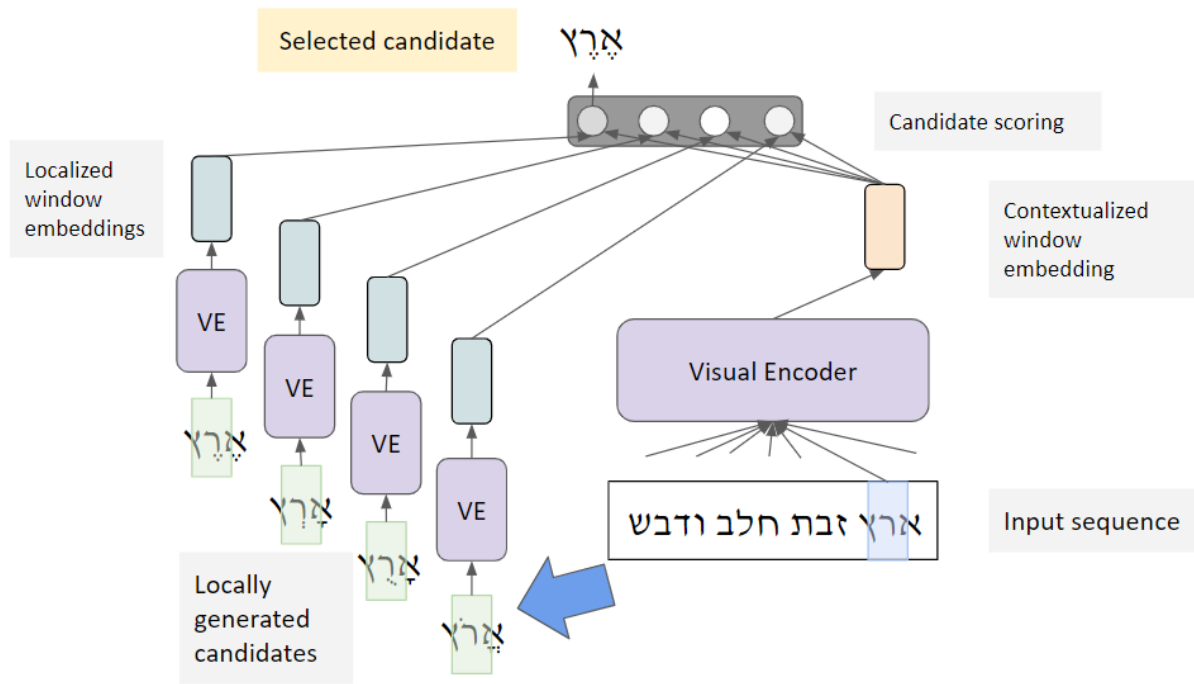 Selected candidate
אֶרֶץ
Candidate scoring
Localized
window
embeddings
Contextualized
window
embedding
VE
VE
VE
VE
Visual Encoder
אֶרֶץ
אָרְץ
אָרֻץ
אֱרֹץ
ארץ זבת חלב ודבש
Input sequence
Locally
generated
candidates